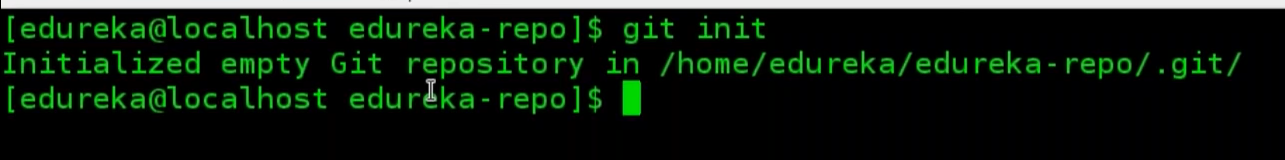 [edureka@localhost edureka-repo]$ git init
Initialized empty Git repository in /home/edureka/edureka-repo/.git/
[edureka@localhost edureka-repo]$